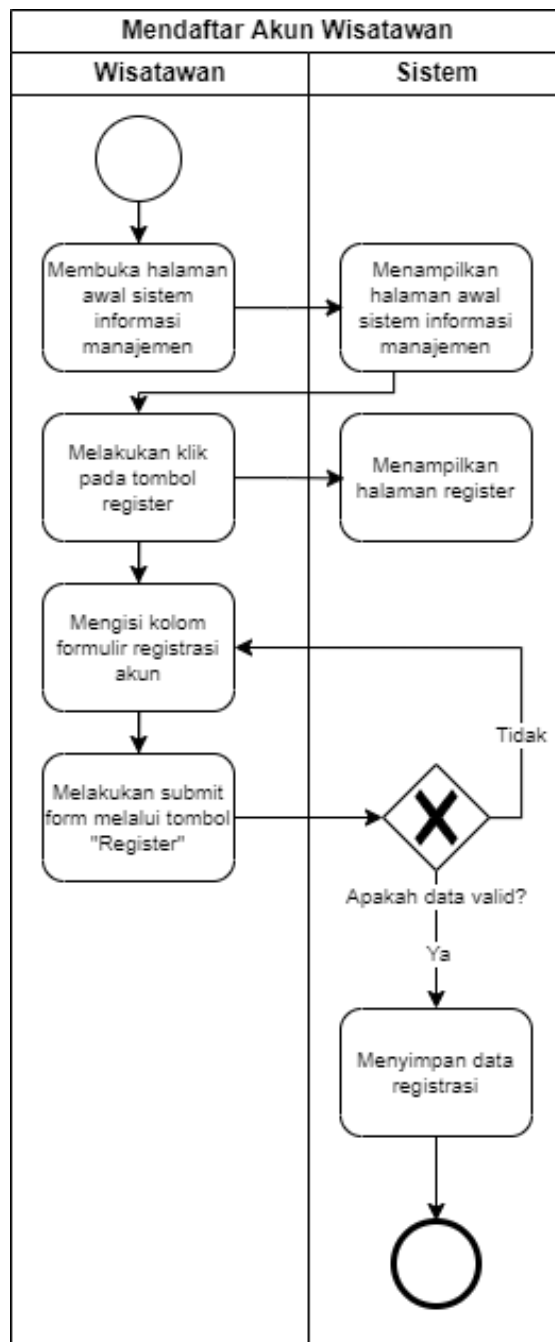 Mendaftar Akun Wisatawan
Wisatawan
Sistem
Membuka halaman
awal sistem
informasi
manajemen
Menampilkan
halaman awal
sistem informasi
manajemen
Melakukan klik
pada tombol
register
Menampilkan
halaman register
Mengisi kolom
formulir registrasi
akun
Tidak
Melakukan submit
form melalui tombol
"Register"
Apakah data valid?
Ya
Menyimpan data
registrasi